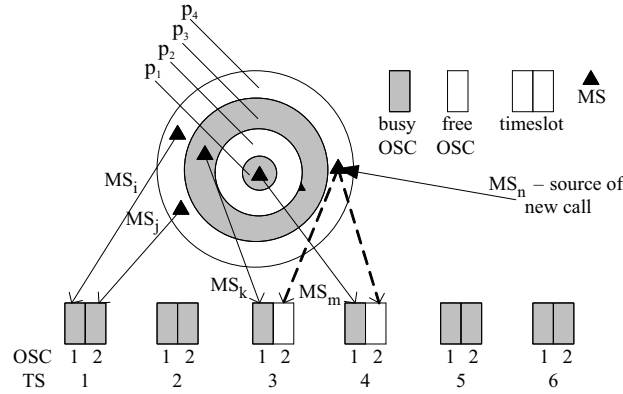 p4
p3
p2
p1
busy OSC
free OSC
timeslot
MS
MSi
MSj
MSk
MSm
MSn – source of new call
OSC 1 2 1 2 1 2 1 2 1 2 1 2
TS 1 2 3 4 5 6